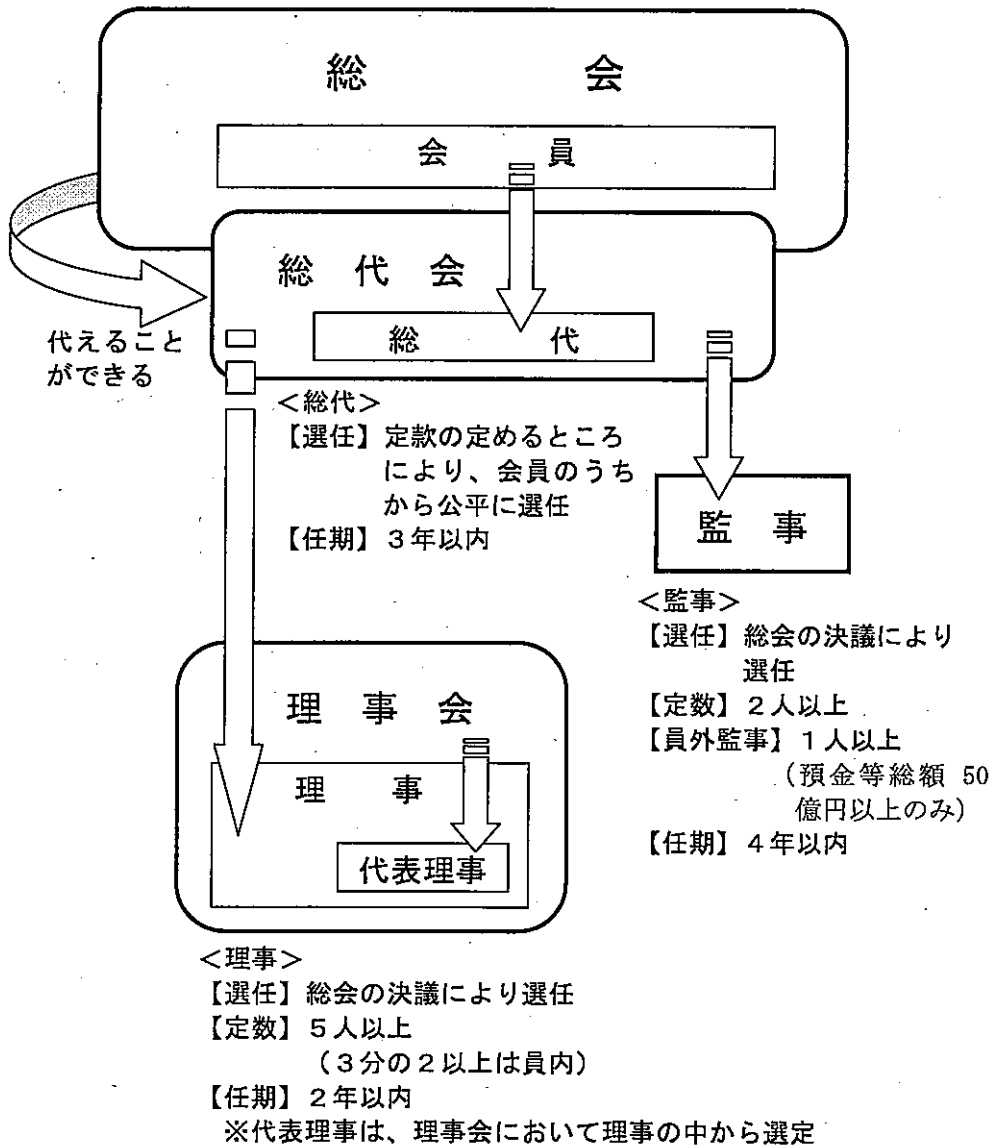 総　会
会　員
総代会
総　代
代えること
ができる
＜総代＞
【選任】定款の定めるところ
により、会員のうち
から公平に選任
【任期】３年以内
監　事
＜監事＞
【選任】総会の決議により
選任
【定数】２人以上
【員外監事】１人以上
（預金等総額 50
億円以上のみ）
【任期】４年以内
理事会
理　事
代表理事
＜理事＞
【選任】総会の決議により選任
【定数】５人以上
（３分の２以上は員内）
【任期】２年以内
※代表理事は、理事会において理事の中から選定